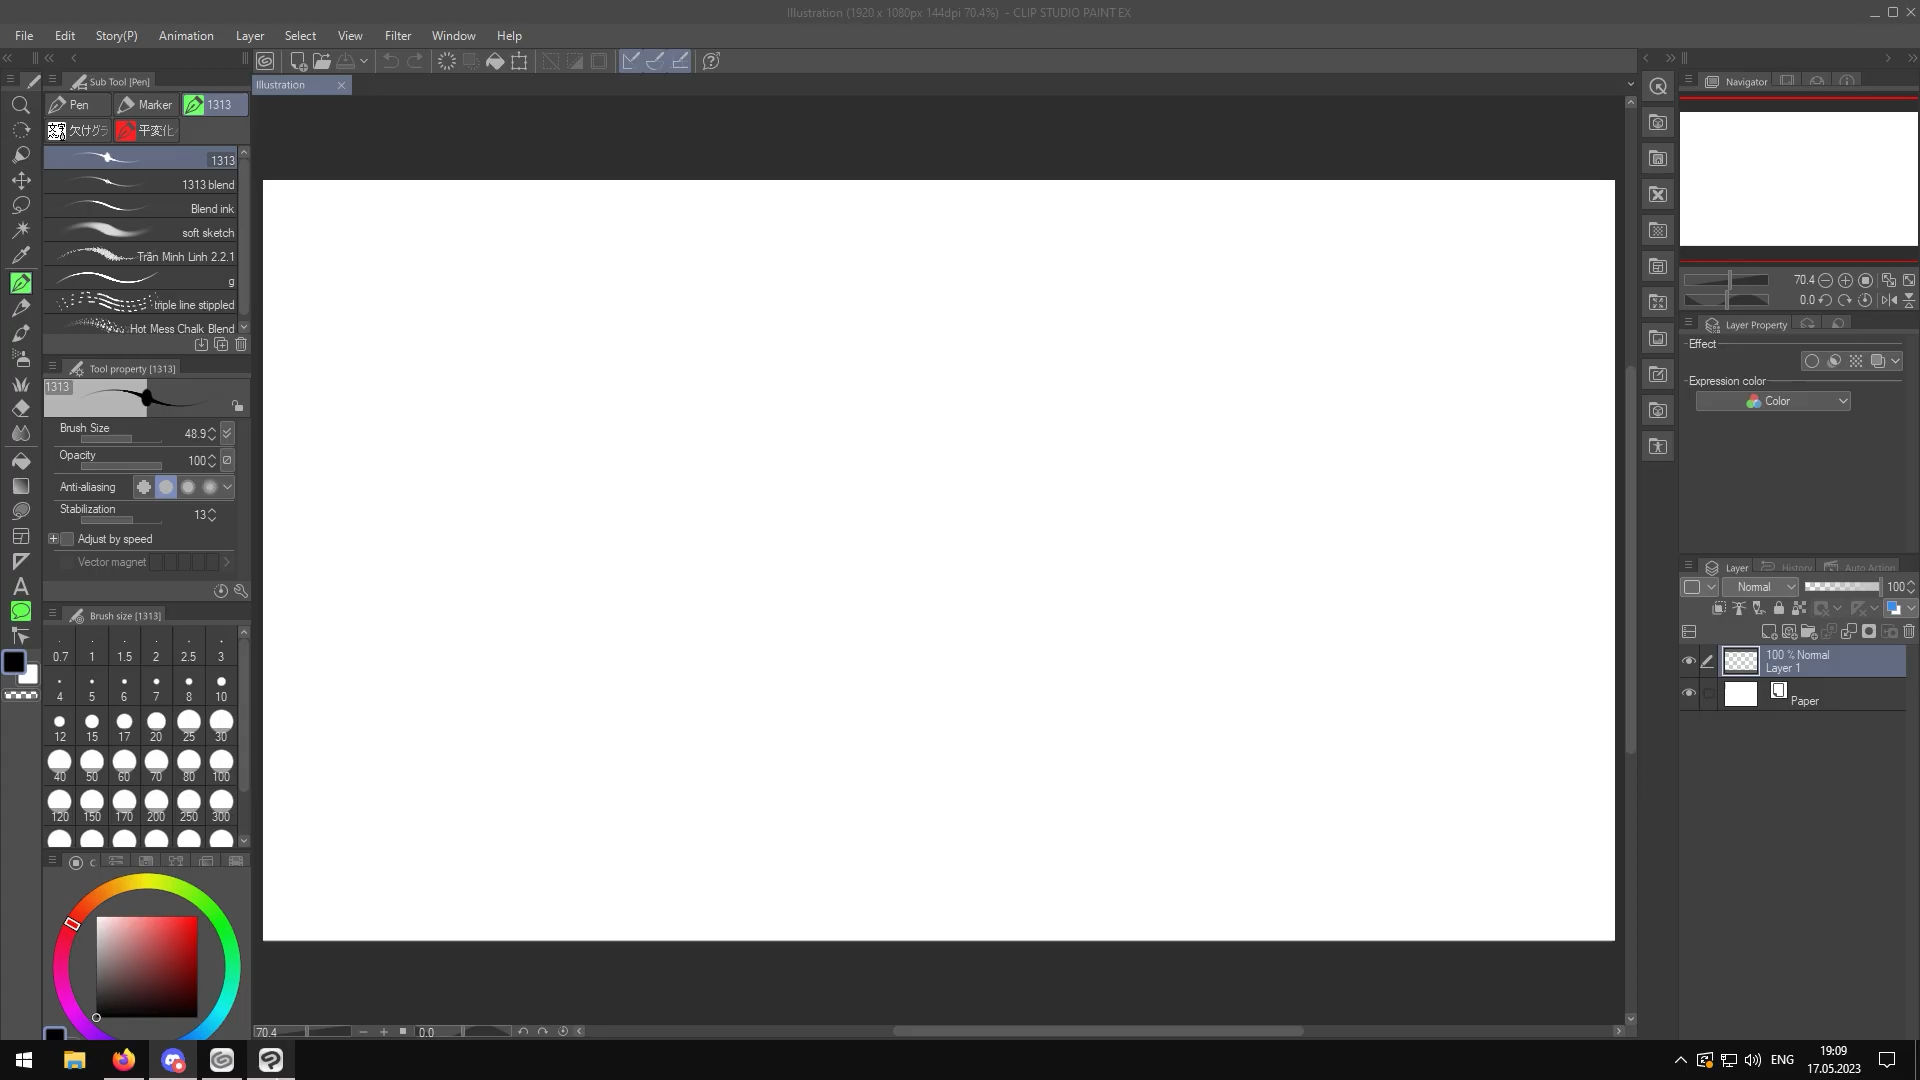 Illustration (1920 x 1080px 144dpi 70.4%) - CLIP STUDIO PAINT EX
File Edit Story(P) Animation Layer Select View Filter Window Help
Sub Tool [Pen]
Illustration
Navigator
Pen Marker 1313
欠けグラ 平変化
1313
1313 blend
Blend ink
soft sketch
Trần Minh Linh 2.2.1
g
triple line stippled
Hot Mess Chalk Blend
70.4
0.0
Layer Property
Effect
Expression color
Color
Tool property [1313]
1313
Brush Size 48.9
Opacity 100
Anti-aliasing
Stabilization 13
Adjust by speed
Vector magnet
Layer History Auto Action
Normal 100
100 % Normal
Layer 1
Paper
Brush size [1313]
0.7 1 1.5 2 2.5 3
4 5 6 7 8 10
12 15 17 20 25 30
40 50 60 70 80 100
120 150 170 200 250 300
C
70.4 0.0
ENG
19:09
17.05.2023